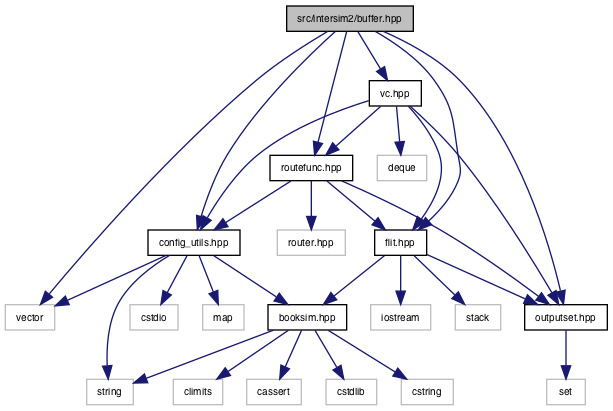 src/intersim2/buffer.hpp
vc.hpp
routefunc.hpp
deque
config_utils.hpp
router.hpp
flit.hpp
vector
cstdio
map
booksim.hpp
iostream
stack
outputset.hpp
string
climits
cassert
cstdlib
cstring
set